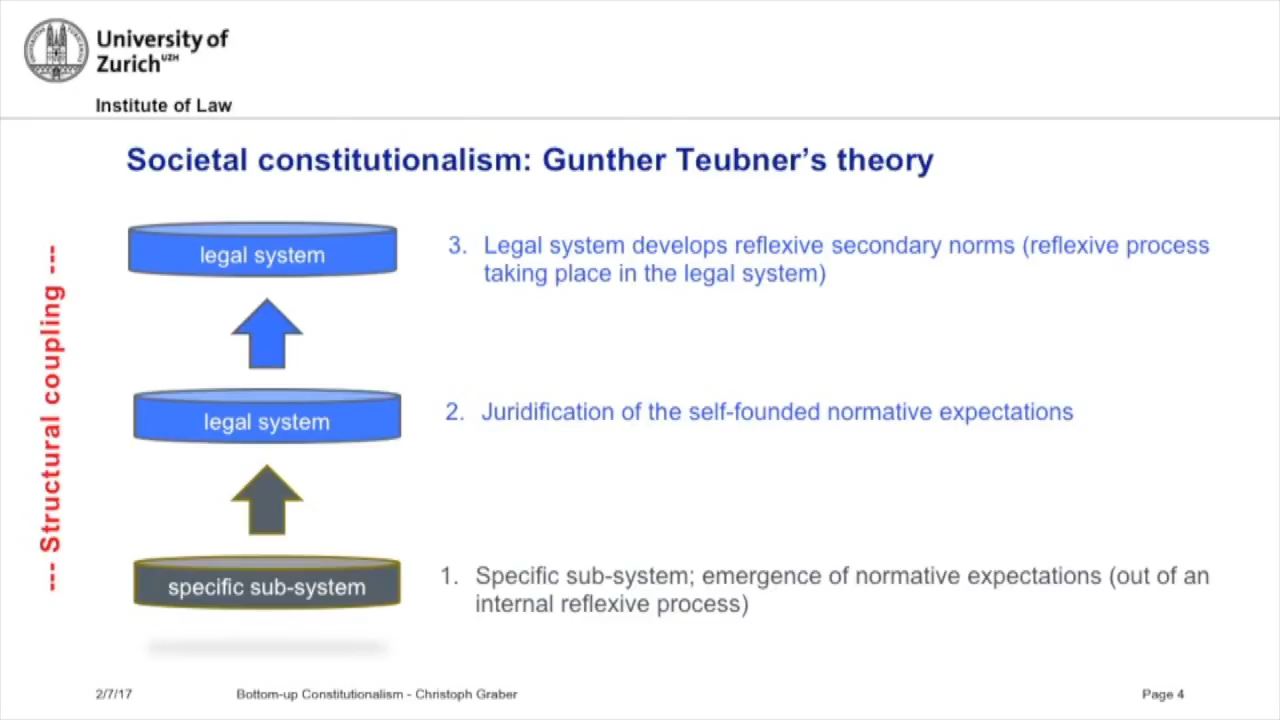 University of
Zurich UZH
Institute of Law
Societal constitutionalism: Gunther Teubner's theory
--- Structural coupling ---
legal system
3. Legal system develops reflexive secondary norms (reflexive process
taking place in the legal system)
legal system
2. Juridification of the self-founded normative expectations
specific sub-system
1. Specific sub-system; emergence of normative expectations (out of an
internal reflexive process)
2/7/17
Bottom-up Constitutionalism - Christoph Graber
Page 4